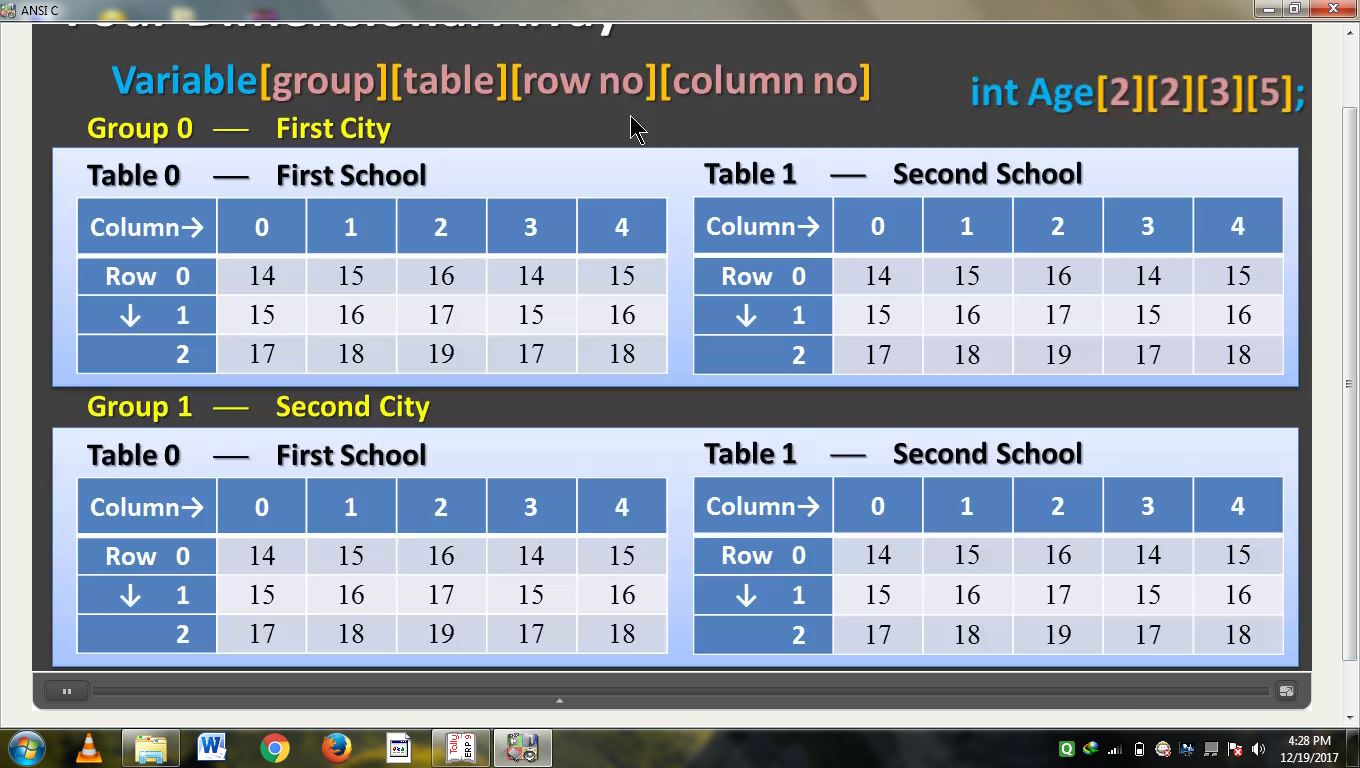 ANSI C
Four Dimensional Array
Variable[group][table][row no][column no]
int Age[2][2][3][5];
Group 0 — First City
Table 0 — First School
Column→ 0 1 2 3 4
Row 0 14 15 16 14 15
↓ 1 15 16 17 15 16
2 17 18 19 17 18
Table 1 — Second School
Column→ 0 1 2 3 4
Row 0 14 15 16 14 15
↓ 1 15 16 17 15 16
2 17 18 19 17 18
Group 1 — Second City
Table 0 — First School
Column→ 0 1 2 3 4
Row 0 14 15 16 14 15
↓ 1 15 16 17 15 16
2 17 18 19 17 18
Table 1 — Second School
Column→ 0 1 2 3 4
Row 0 14 15 16 14 15
↓ 1 15 16 17 15 16
2 17 18 19 17 18
Tally
ERP 9
4:28 PM
12/19/2017